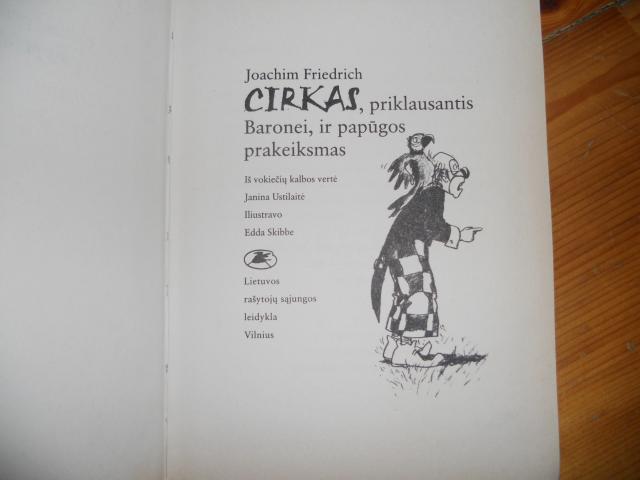 Joachim Friedrich
CIRKAS, priklausantis
Baronei, ir papūgos
prakeiksmas
Iš vokiečių kalbos vertė
Janina Ustilaitė
Iliustravo
Edda Skibbe
Lietuvos
rašytojų sąjungos
leidykla
Vilnius